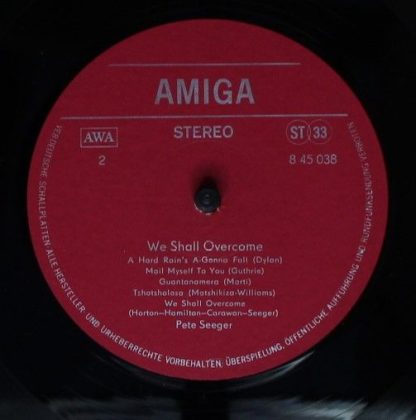 AMIGA
AWA
STEREO
ST 33
2
8 45 038
We Shall Overcome
A Hard Rain's A-Gonna Fall (Dylan)
Mail Myself To You (Guthrie)
Guantanamera (Marti)
Tshotsholosa (Matshikiza-Williams)
We Shall Overcome
(Horton-Hamilton-Carawan-Seeger)
Pete Seeger
VEB DEUTSCHE SCHALLPLATTEN ALLE HERSTELLER- UND URHEBERRECHTE VORBEHALTEN, ÜBERSPIELUNG, ÖFFENTLICHE AUFFÜHRUNG UND RUNDFUNKSENDUNG VERBOTEN